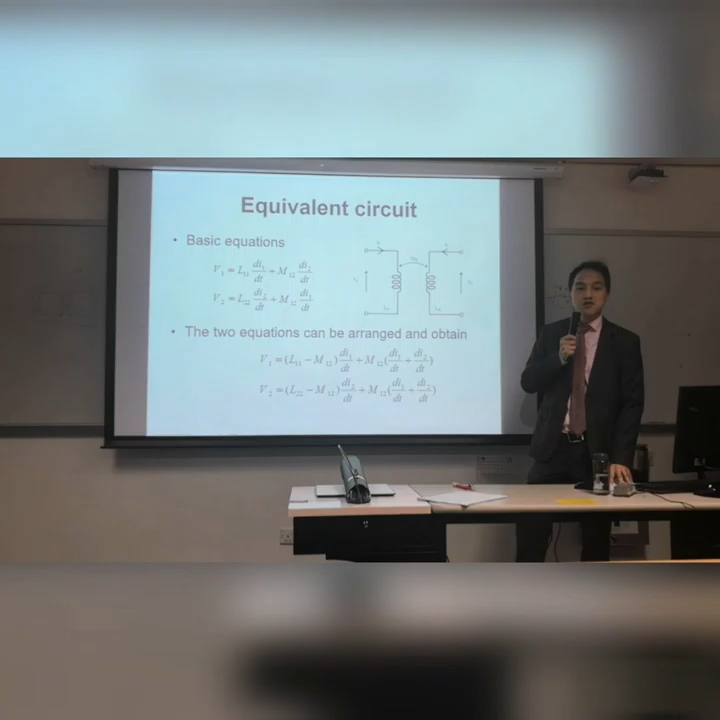 Equivalent circuit
• Basic equations
V₁ = L₁₁ di₁/dt + M₁₂ di₂/dt
V₂ = L₂₂ di₂/dt + M₁₂ di₁/dt
• The two equations can be arranged and obtain
V₁ = (L₁₁ − M₁₂) di₁/dt + M₁₂ (di₁/dt + di₂/dt)
V₂ = (L₂₂ − M₁₂) di₂/dt + M₁₂ (di₁/dt + di₂/dt)